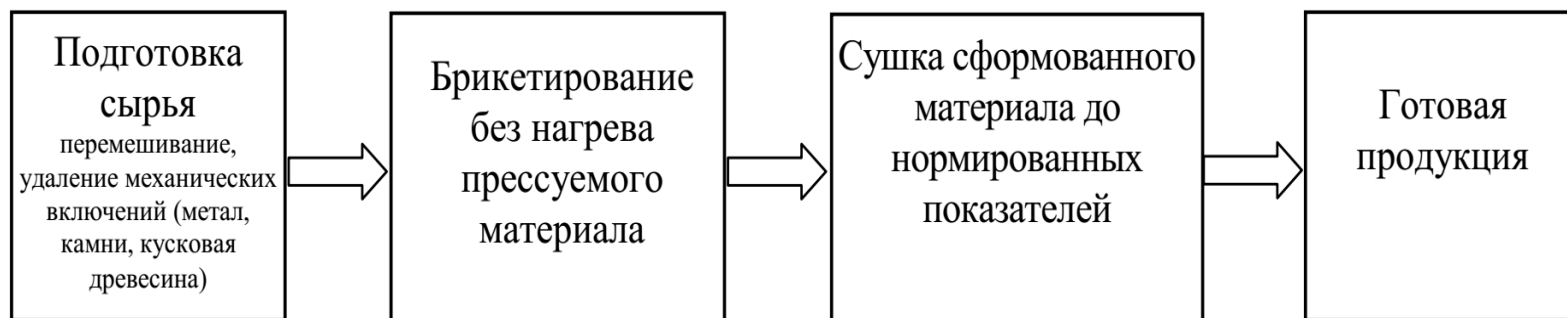 Подготовка
сырья
перемешивание,
удаление механических
включений (метал,
камни, кусковая
древесина)
Брикетирование
без нагрева
прессуемого
материала
Сушка сформованного
материала до
нормированных
показателей
Готовая
продукция